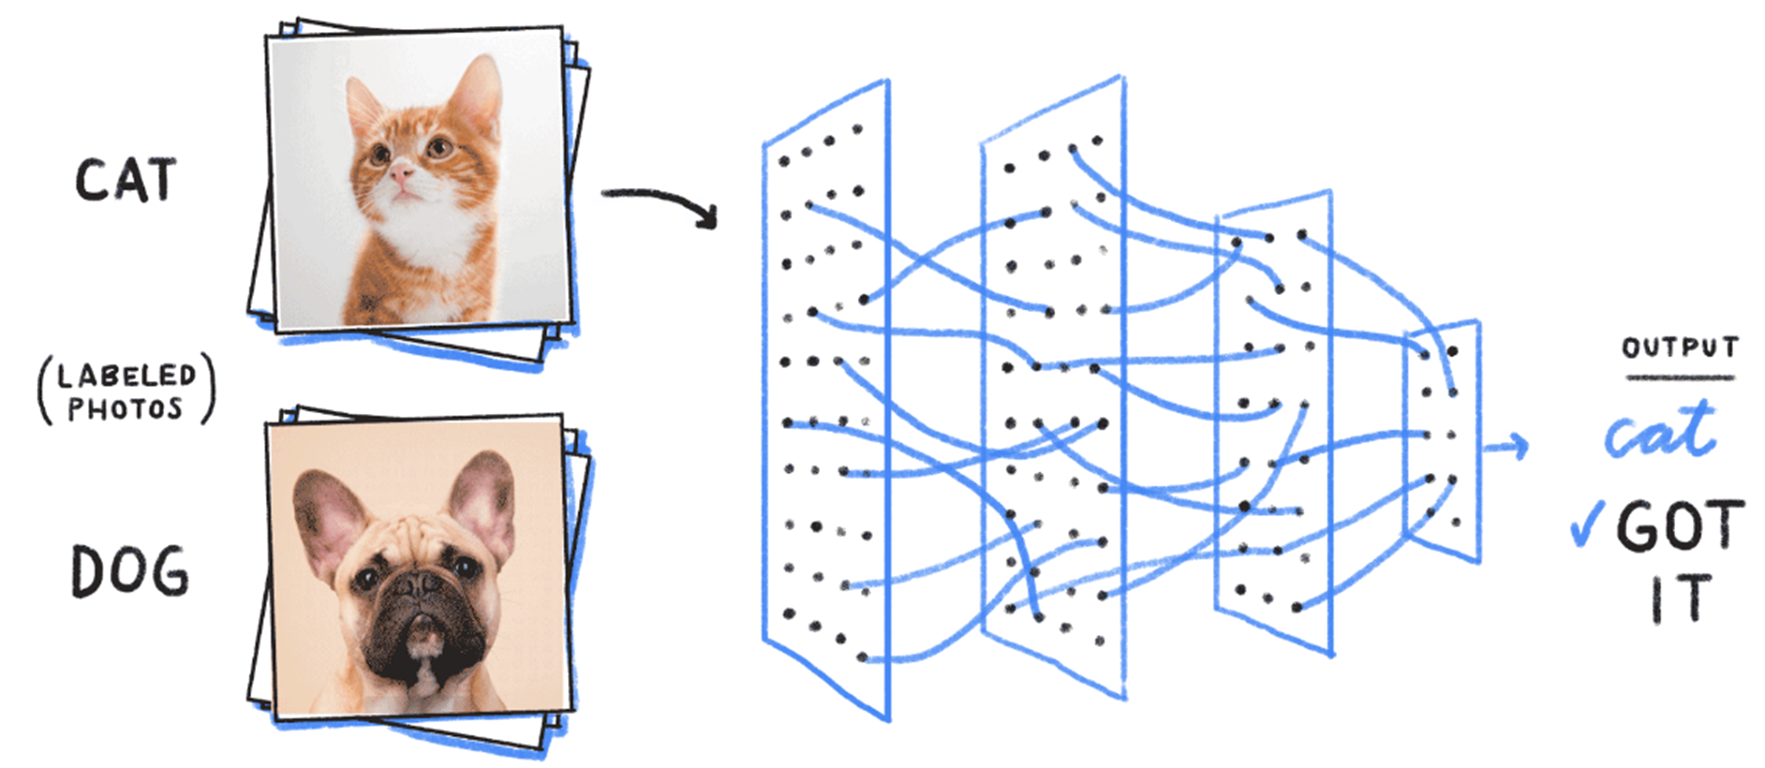 CAT
(LABELED
PHOTOS)
DOG
OUTPUT
cat
✓GOT
IT